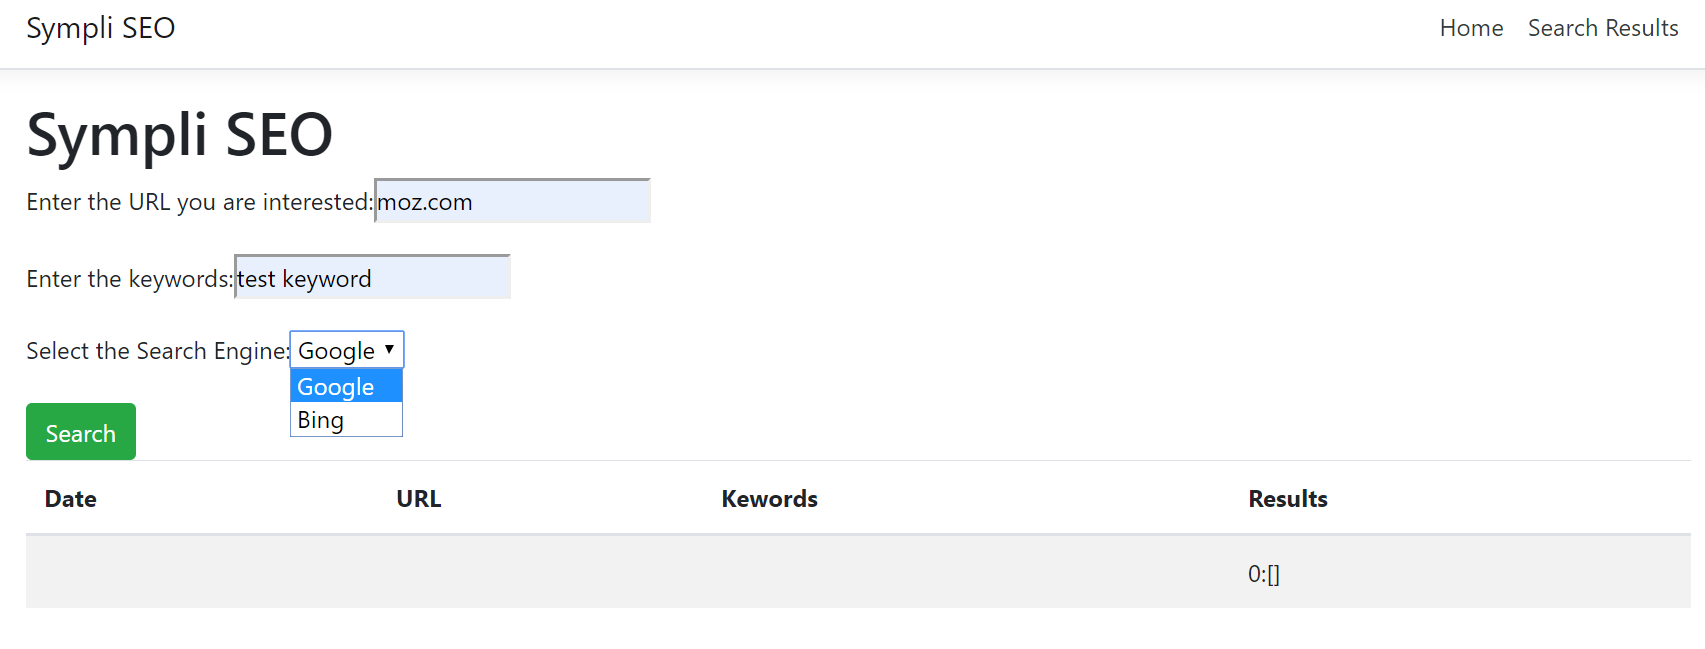 Sympli SEO Home Search Results
Sympli SEO
Enter the URL you are interested: moz.com
Enter the keywords: test keyword
Select the Search Engine: Google ▼
Google
Bing
Search
Date URL Kewords Results
0:[]